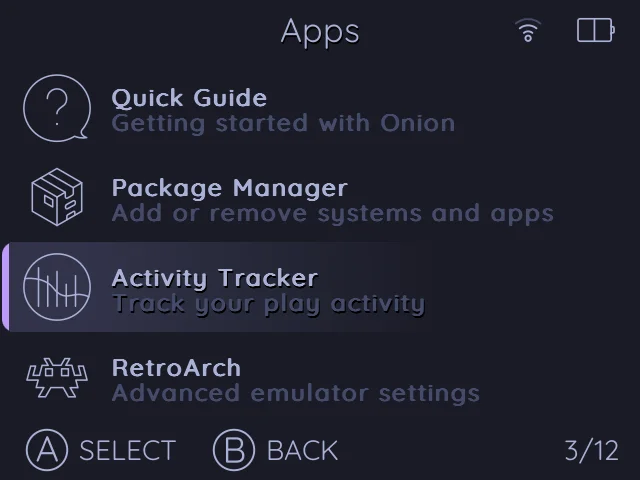 Apps
Quick Guide
Getting started with Onion
Package Manager
Add or remove systems and apps
Activity Tracker
Track your play activity
RetroArch
Advanced emulator settings
A SELECT B BACK 3/12